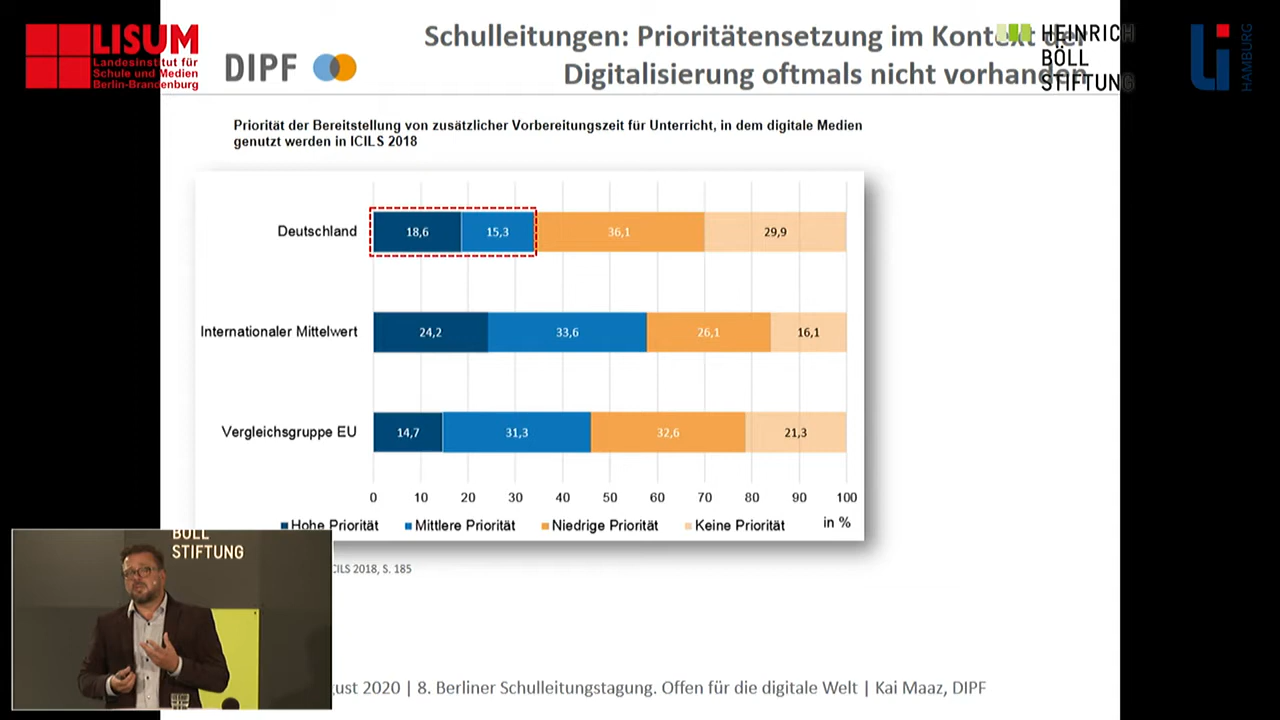 LISUM
Landesinstitut für
Schule und Medien
Berlin-Brandenburg
DIPF
Schulleitungen: Prioritätensetzung im Kontext der
Digitalisierung oftmals nicht vorhanden
HEINRICH
BÖLL
STIFTUNG
Li
HAMBURG
Priorität der Bereitstellung von zusätzlicher Vorbereitungszeit für Unterricht, in dem digitale Medien
genutzt werden in ICILS 2018
Deutschland 18,6 15,3 36,1 29,9
Internationaler Mittelwert 24,2 33,6 26,1 16,1
Vergleichsgruppe EU 14,7 31,3 32,6 21,3
0 10 20 30 40 50 60 70 80 90 100
Hohe Priorität Mittlere Priorität Niedrige Priorität Keine Priorität in %
2018, S. 185
BÖLL
STIFTUNG
2020 | 8. Berliner Schulleitungstagung. Offen für die digitale Welt | Kai Maaz, DIPF